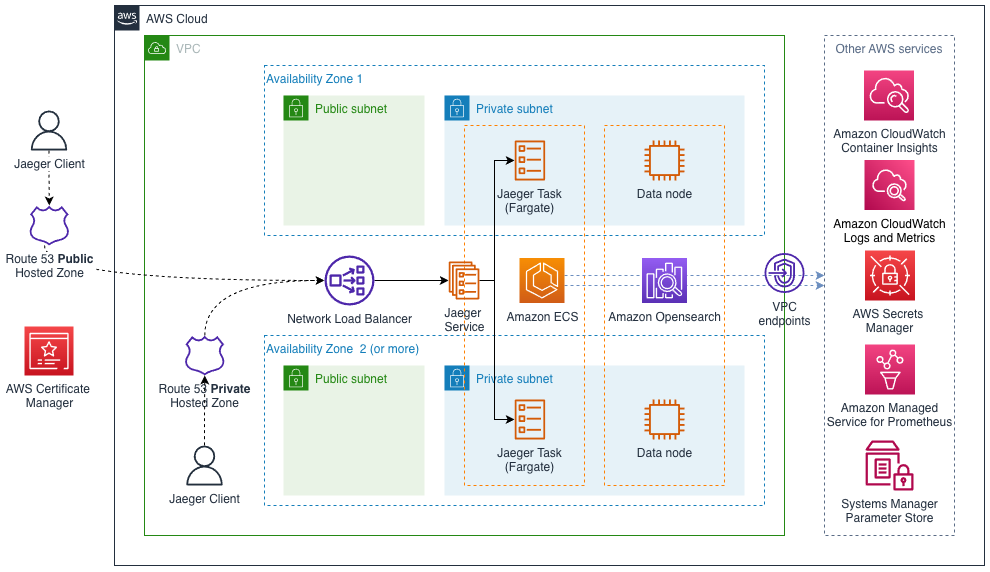 aws
AWS Cloud
VPC
Other AWS services
Availability Zone 1
Public subnet
Private subnet
Jaeger Task
(Fargate)
Data node
Amazon CloudWatch
Container Insights
Amazon CloudWatch
Logs and Metrics
Jaeger Client
Route 53 Public
Hosted Zone
Network Load Balancer
Jaeger
Service
Amazon ECS
Amazon Opensearch
VPC
endpoints
AWS Secrets
Manager
AWS Certificate
Manager
Route 53 Private
Hosted Zone
Jaeger Client
Availability Zone  2 (or more)
Public subnet
Private subnet
Jaeger Task
(Fargate)
Data node
Amazon Managed
Service for Prometheus
Systems Manager
Parameter Store